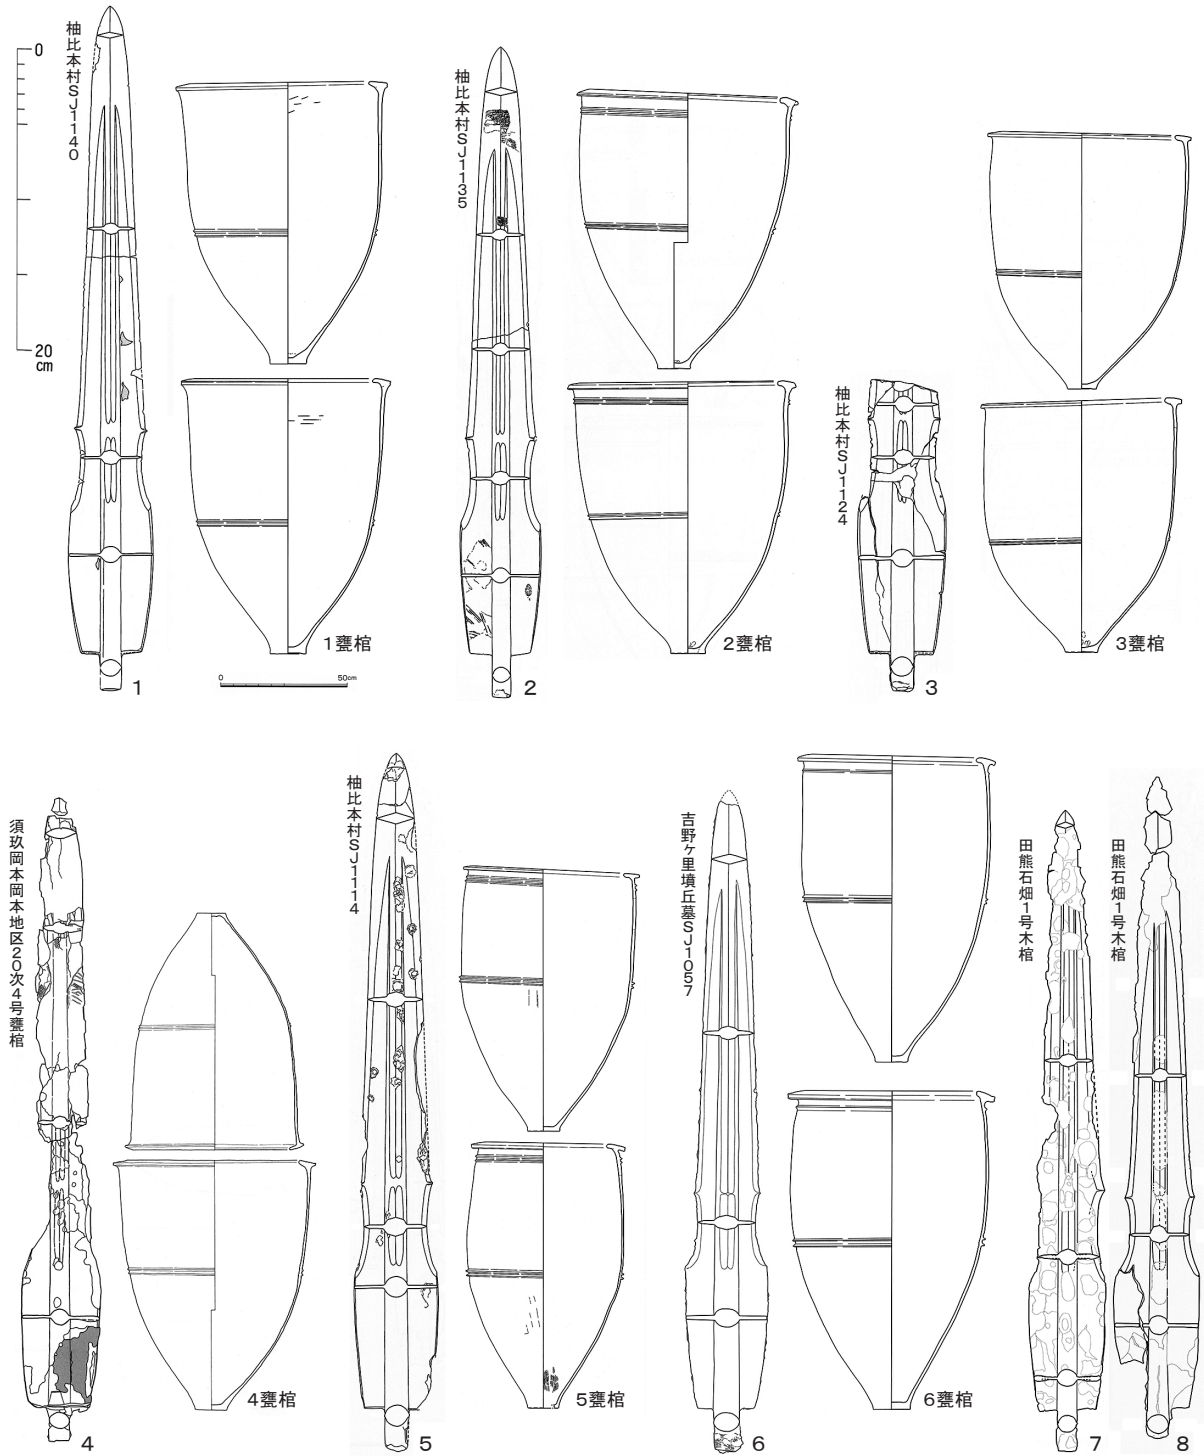 0
20
cm
柚比本村SJ1140
1
1甕棺
0 50cm
柚比本村SJ1135
2
2甕棺
柚比本村SJ1124
3
3甕棺
須玖岡本岡本地区20次4号甕棺
4
4甕棺
柚比本村SJ1114
5
5甕棺
吉野ヶ里墳丘墓SJ1057
6
6甕棺
田熊石畑1号木棺
7
田熊石畑1号木棺
8